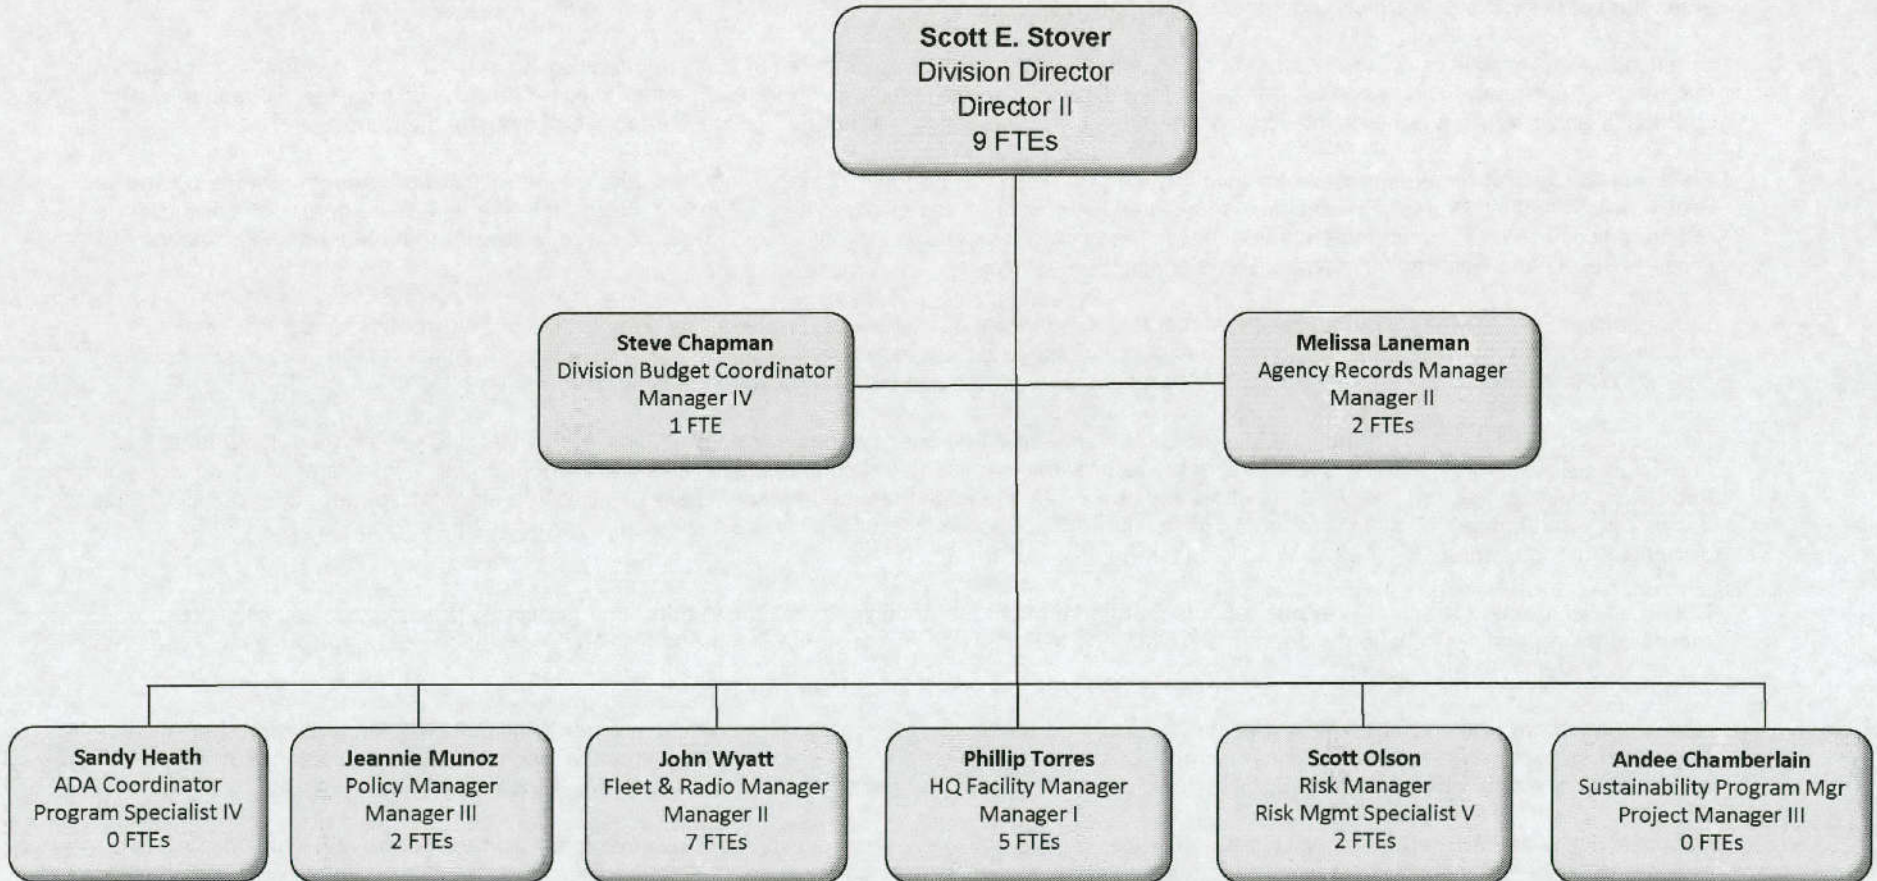 Scott E. Stover
Division Director
Director II
9 FTEs
Steve Chapman
Division Budget Coordinator
Manager IV
1 FTE
Melissa Laneman
Agency Records Manager
Manager II
2 FTEs
Sandy Heath
ADA Coordinator
Program Specialist IV
0 FTEs
Jeannie Munoz
Policy Manager
Manager III
2 FTEs
John Wyatt
Fleet & Radio Manager
Manager II
7 FTEs
Phillip Torres
HQ Facility Manager
Manager I
5 FTEs
Scott Olson
Risk Manager
Risk Mgmt Specialist V
2 FTEs
Andee Chamberlain
Sustainability Program Mgr
Project Manager III
0 FTEs